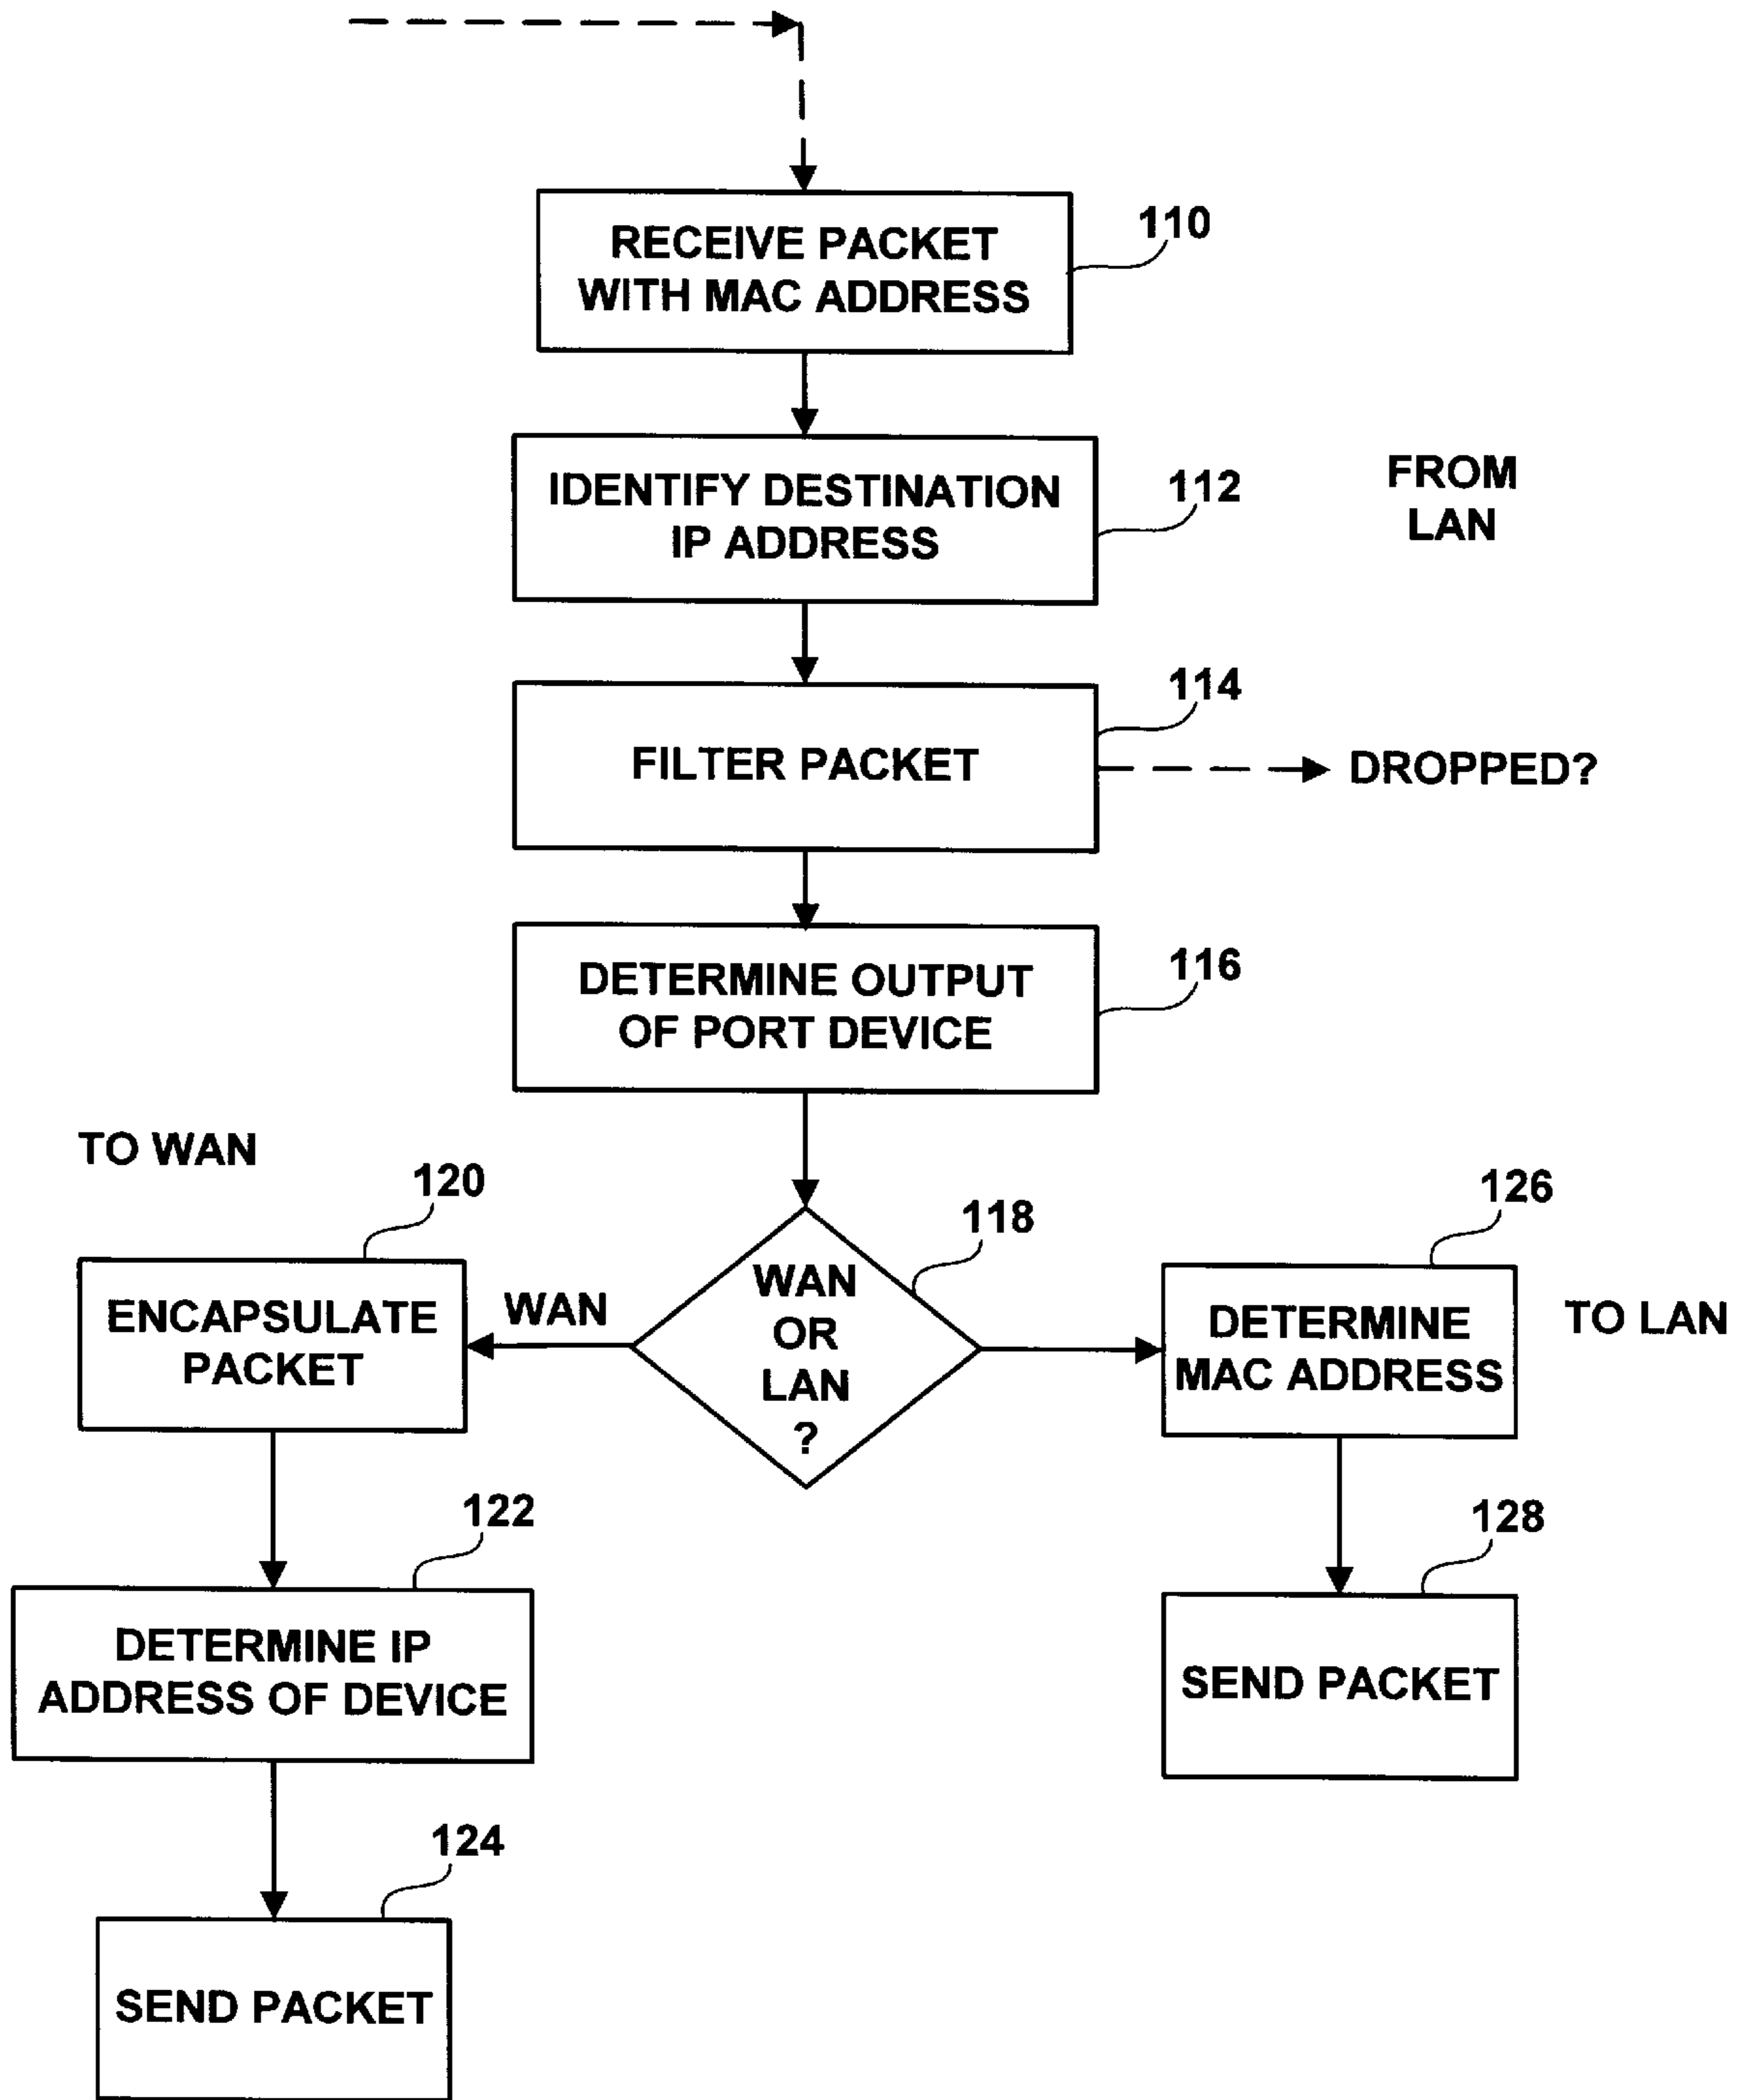 RECEIVE PACKET
WITH MAC ADDRESS
110
IDENTIFY DESTINATION
IP ADDRESS
112
FROM
LAN
FILTER PACKET
114
DROPPED?
DETERMINE OUTPUT
OF PORT DEVICE
116
TO WAN
120
ENCAPSULATE
PACKET
WAN
WAN
OR
LAN
?
118
126
DETERMINE
MAC ADDRESS
TO LAN
122
DETERMINE IP
ADDRESS OF DEVICE
128
SEND PACKET
124
SEND PACKET